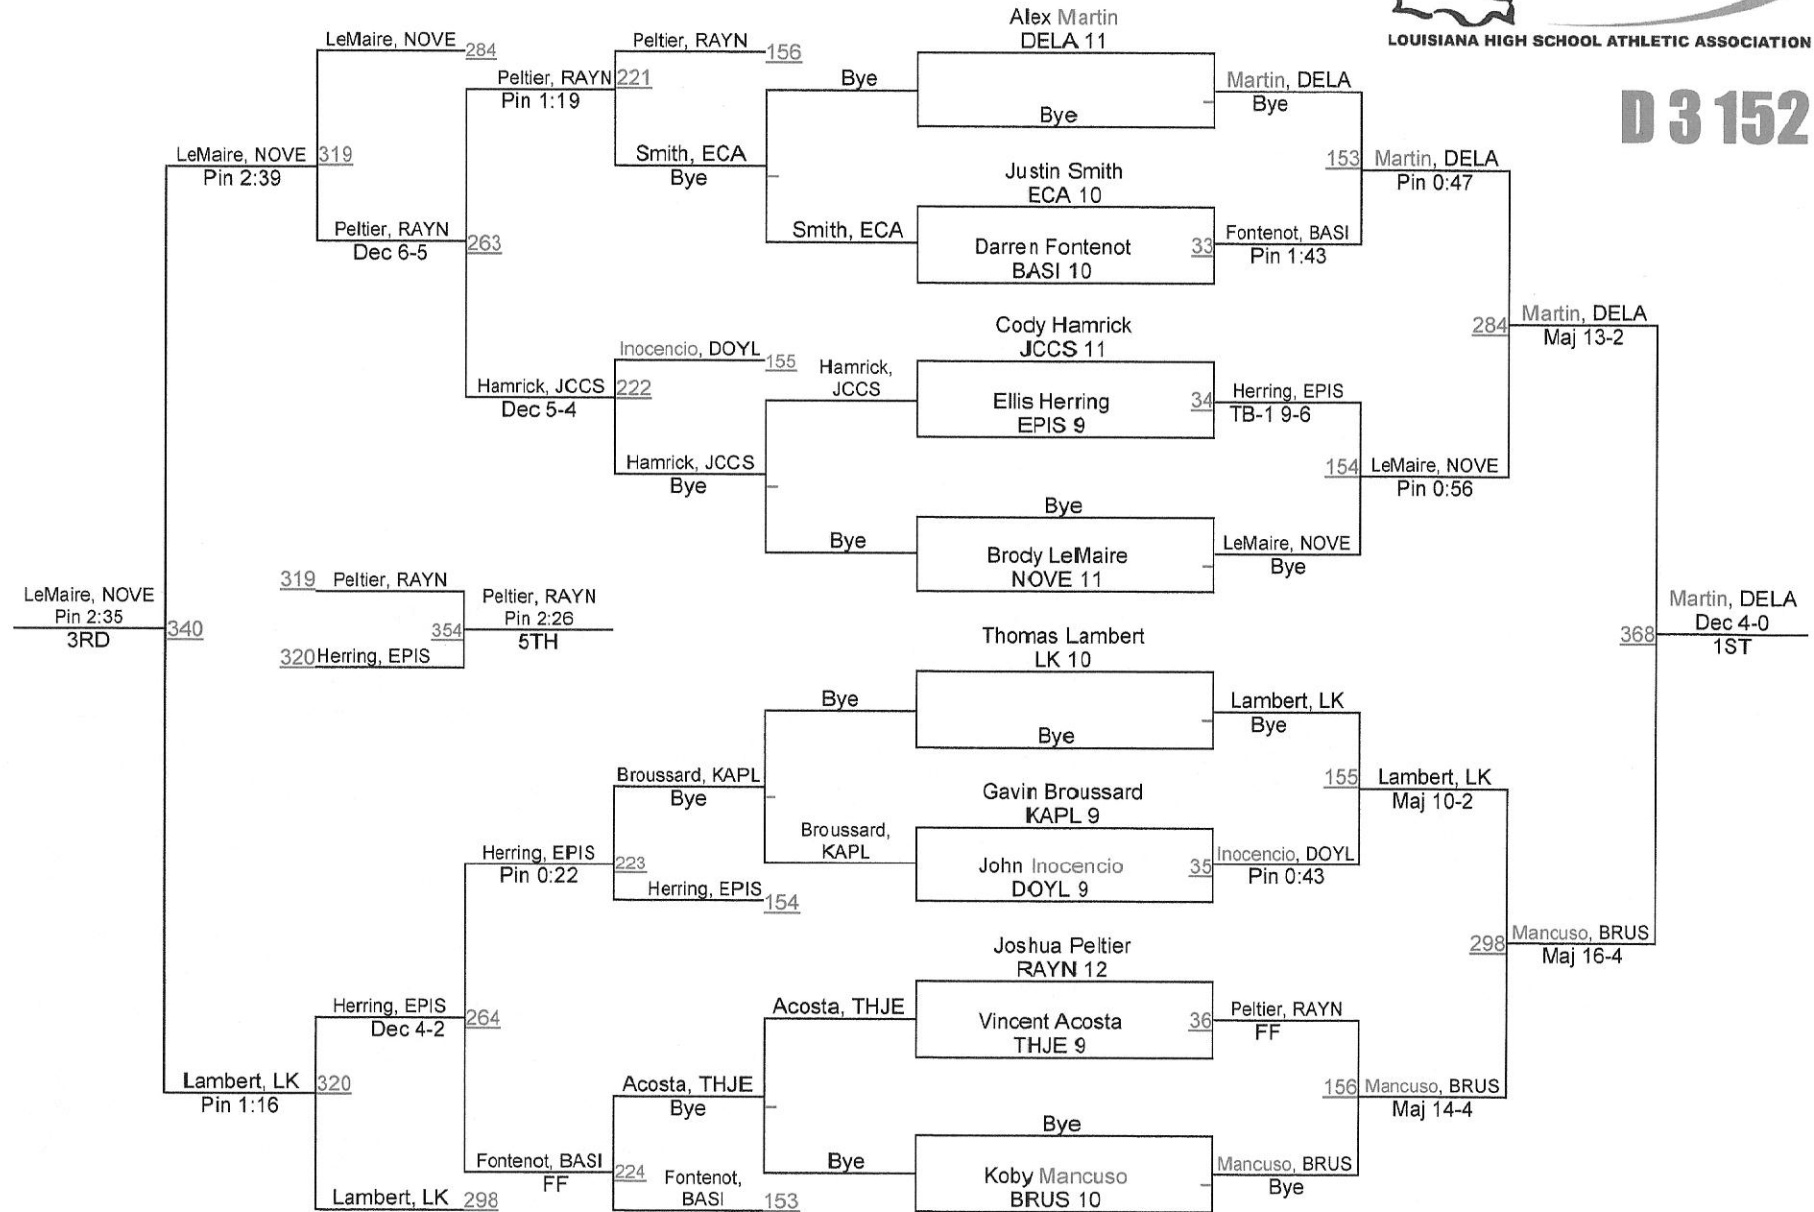 LOUISIANA HIGH SCHOOL ATHLETIC ASSOCIATION
D 3 152
LeMaire, NOVE 284
Peltier, RAYN 156
Alex Martin
DELA 11
Peltier, RAYN 221
Pin 1:19
Bye
Bye
Martin, DELA
Bye
LeMaire, NOVE 319
Pin 2:39
Smith, ECA
Bye
Justin Smith
ECA 10
153 Martin, DELA
Pin 0:47
Peltier, RAYN 263
Dec 6-5
Smith, ECA
Darren Fontenot 33
BASI 10
Fontenot, BASI
Pin 1:43
Cody Hamrick
JCCS 11
284 Martin, DELA
Maj 13-2
Inocencio, DOYL 155
Hamrick, JCCS 222
Dec 5-4
Hamrick,
JCCS
Ellis Herring 34
EPIS 9
Herring, EPIS
TB-1 9-6
Hamrick, JCCS
Bye
154 LeMaire, NOVE
Pin 0:56
Bye
Bye
Brody LeMaire
NOVE 11
LeMaire, NOVE
Bye
LeMaire, NOVE
Pin 2:35
3RD
340
319 Peltier, RAYN
320 Herring, EPIS
354
Peltier, RAYN
Pin 2:26
5TH
368
Martin, DELA
Dec 4-0
1ST
Thomas Lambert
LK 10
Bye
Bye
Lambert, LK
Bye
Broussard, KAPL
Bye
Gavin Broussard
KAPL 9
155 Lambert, LK
Maj 10-2
Broussard,
KAPL
John Inocencio 35
DOYL 9
Inocencio, DOYL
Pin 0:43
Herring, EPIS 223
Pin 0:22
Herring, EPIS 154
Joshua Peltier
RAYN 12
298 Mancuso, BRUS
Maj 16-4
Herring, EPIS 264
Dec 4-2
Acosta, THJE
Vincent Acosta 36
THJE 9
Peltier, RAYN
FF
Lambert, LK 320
Pin 1:16
Acosta, THJE
Bye
156 Mancuso, BRUS
Maj 14-4
Bye
Fontenot, BASI 224
FF
Fontenot,
BASI 153
Bye
Koby Mancuso
BRUS 10
Mancuso, BRUS
Bye
Lambert, LK 298